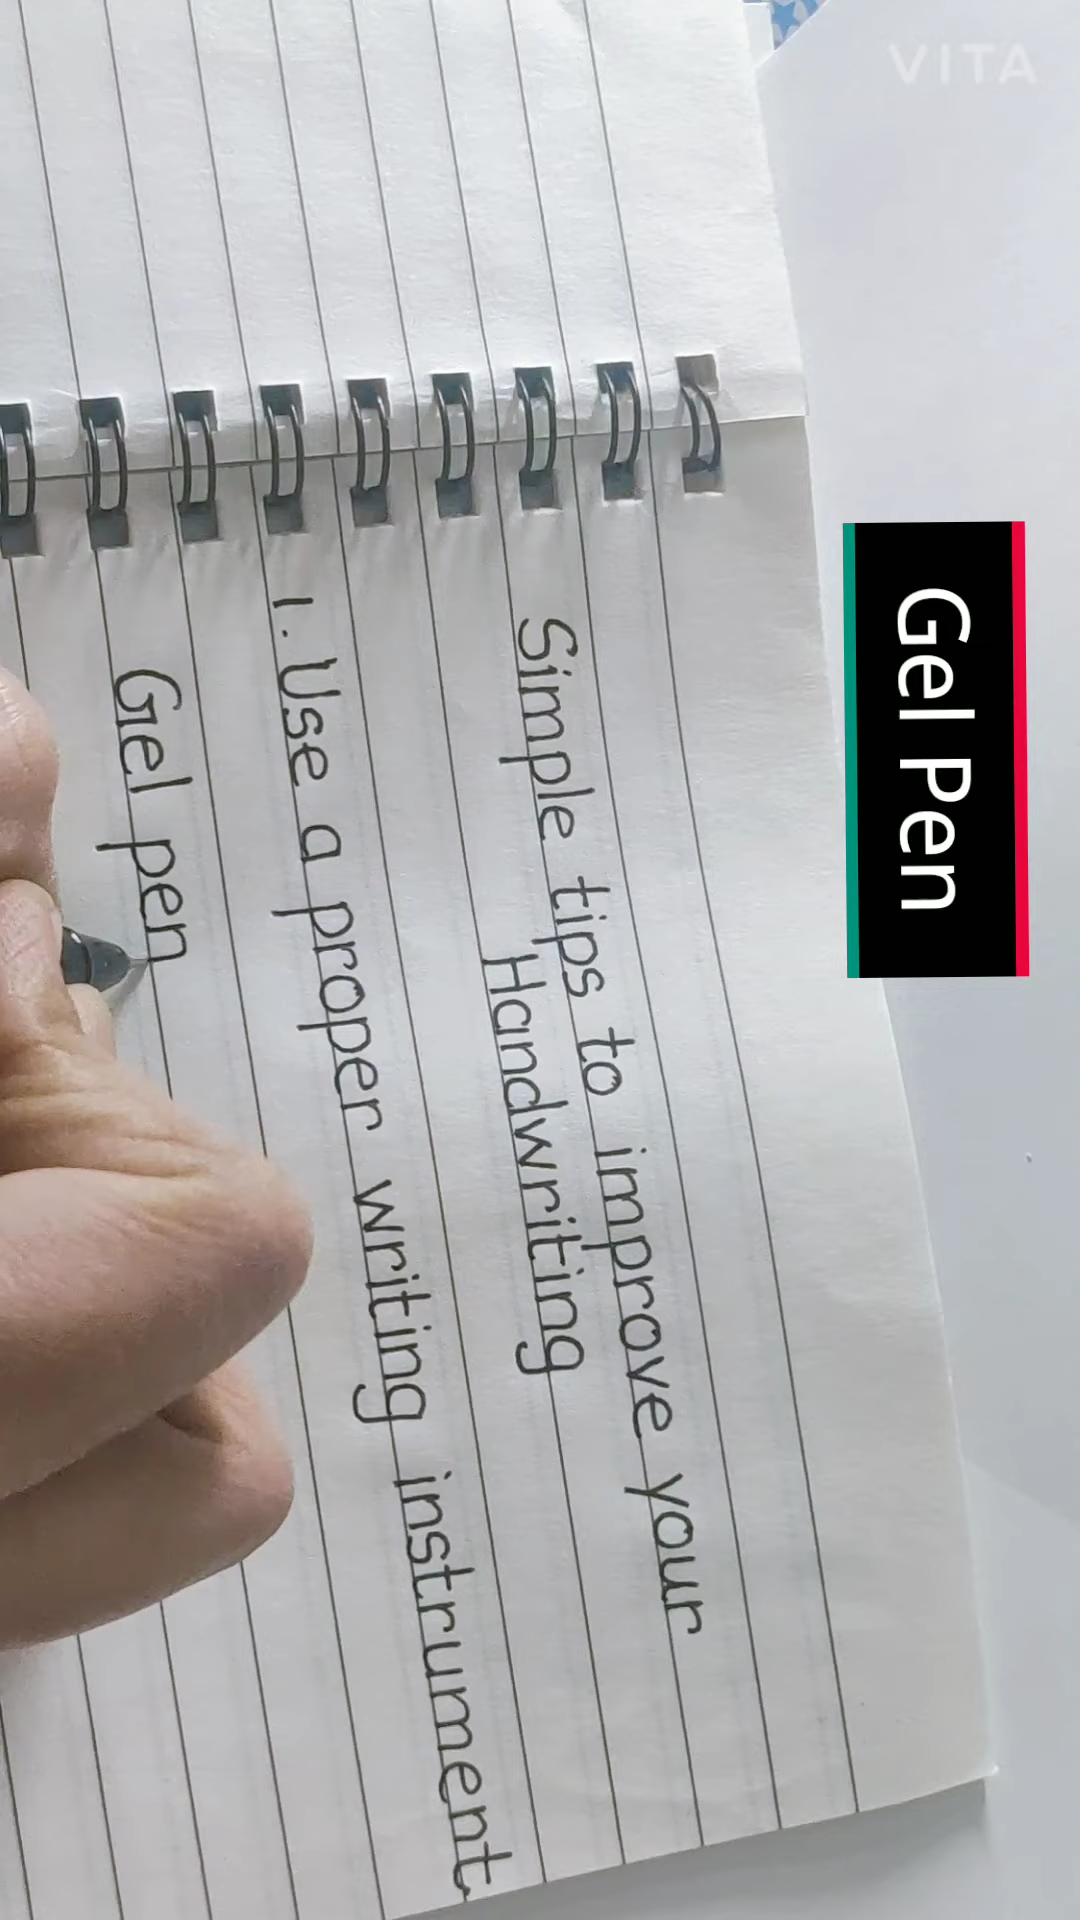 VITA
Gel Pen
Simple tips to improve your
Handwriting
1. Use a proper writing instrument.
Gel pen